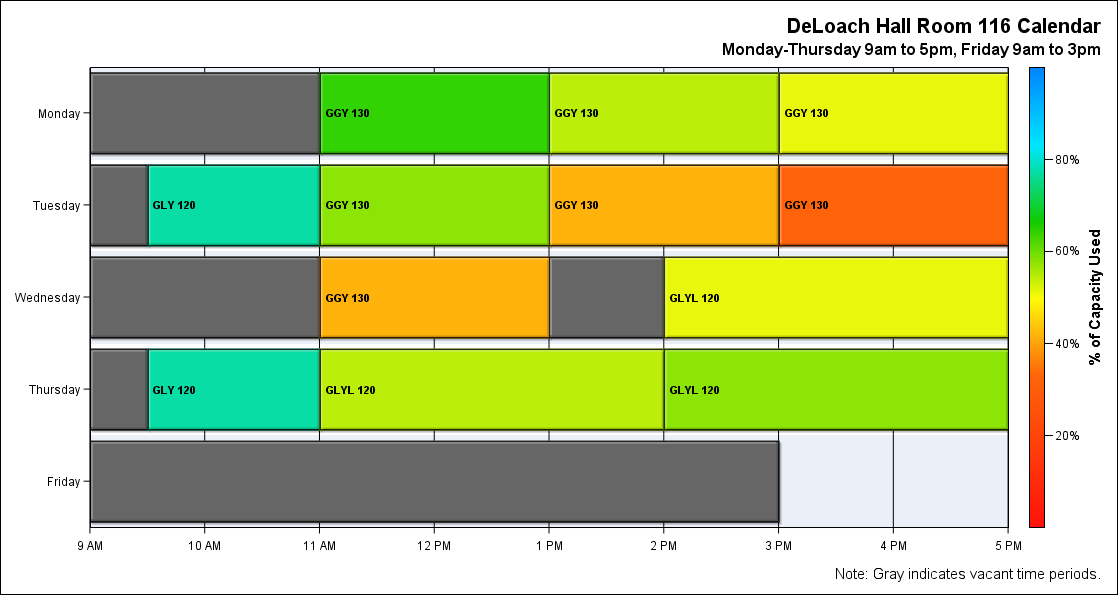 DeLoach Hall Room 116 Calendar
Monday-Thursday 9am to 5pm, Friday 9am to 3pm
Monday
GGY 130
GGY 130
GGY 130
Tuesday
GLY 120
GGY 130
GGY 130
GGY 130
Wednesday
GGY 130
GLYL 120
Thursday
GLY 120
GLYL 120
GLYL 120
Friday
9 AM
10 AM
11 AM
12 PM
1 PM
2 PM
3 PM
4 PM
5 PM
80%
60%
40%
20%
% of Capacity Used
Note: Gray indicates vacant time periods.